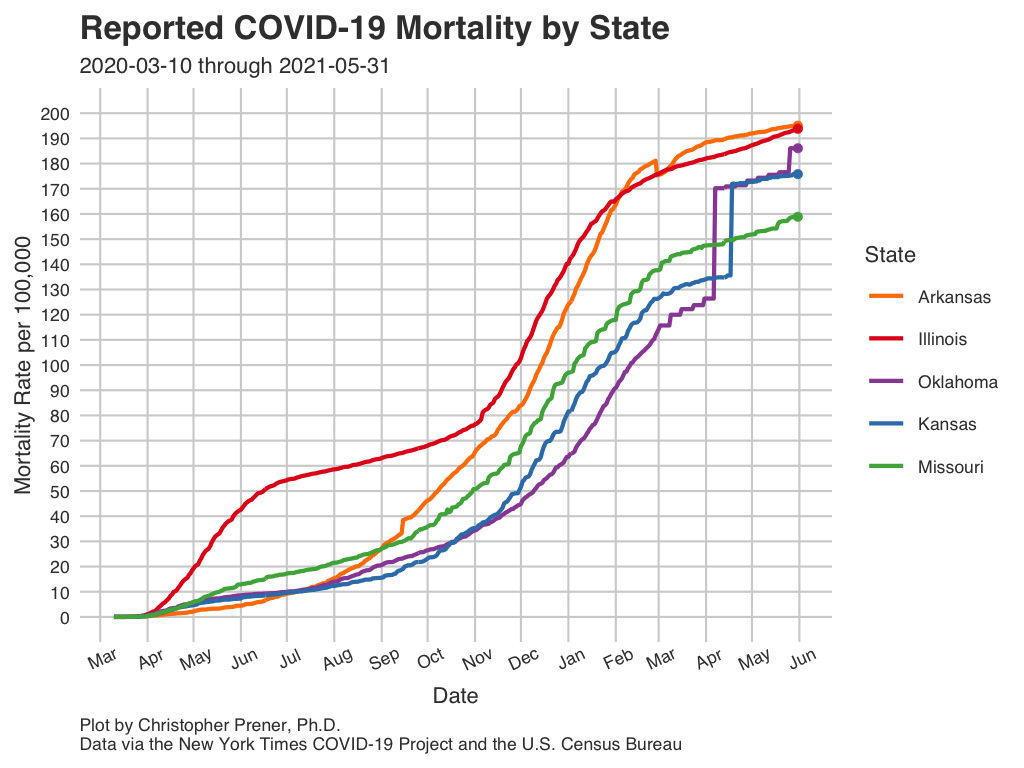 Reported COVID-19 Mortality by State
2020-03-10 through 2021-05-31
Mortality Rate per 100,000
200
190
180
170
160
150
140
130
120
110
100
90
80
70
60
50
40
30
20
10
0
Mar Apr May Jun Jul Aug Sep Oct Nov Dec Jan Feb Mar Apr May Jun
Date
State
Arkansas
Illinois
Oklahoma
Kansas
Missouri
Plot by Christopher Prener, Ph.D.
Data via the New York Times COVID-19 Project and the U.S. Census Bureau